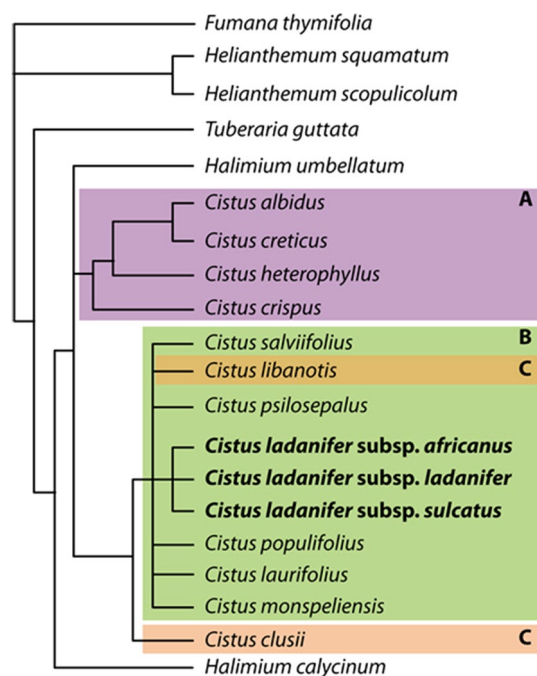 Fumana thymifolia
Helianthemum squamatum
Helianthemum scopulicolum
Tuberaria guttata
Halimium umbellatum
Cistus albidus A
Cistus creticus
Cistus heterophyllus
Cistus crispus
Cistus salviifolius B
Cistus libanotis C
Cistus psilosepalus
Cistus ladanifer subsp. africanus
Cistus ladanifer subsp. ladanifer
Cistus ladanifer subsp. sulcatus
Cistus populifolius
Cistus laurifolius
Cistus monspeliensis
Cistus clusii C
Halimium calycinum